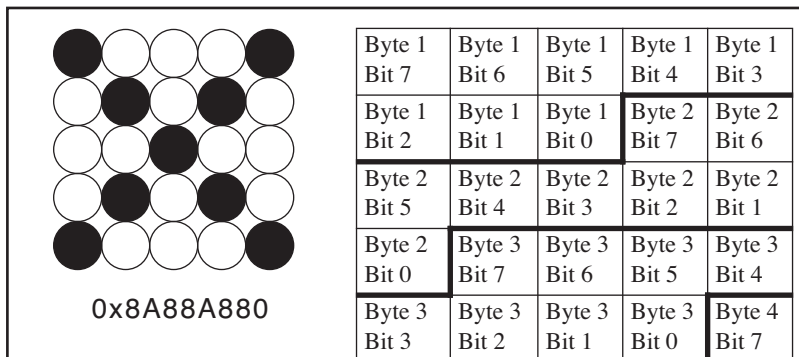 Byte 1 Byte 1 Byte 1 Byte 1 Byte 1
Bit 7 Bit 6 Bit 5 Bit 4 Bit 3
Byte 1 Byte 1 Byte 1 Byte 2 Byte 2
Bit 2 Bit 1 Bit 0 Bit 7 Bit 6
Byte 2 Byte 2 Byte 2 Byte 2 Byte 2
Bit 5 Bit 4 Bit 3 Bit 2 Bit 1
Byte 2 Byte 3 Byte 3 Byte 3 Byte 3
Bit 0 Bit 7 Bit 6 Bit 5 Bit 4
0x8A88A880
Byte 3 Byte 3 Byte 3 Byte 3 Byte 4
Bit 3 Bit 2 Bit 1 Bit 0 Bit 7